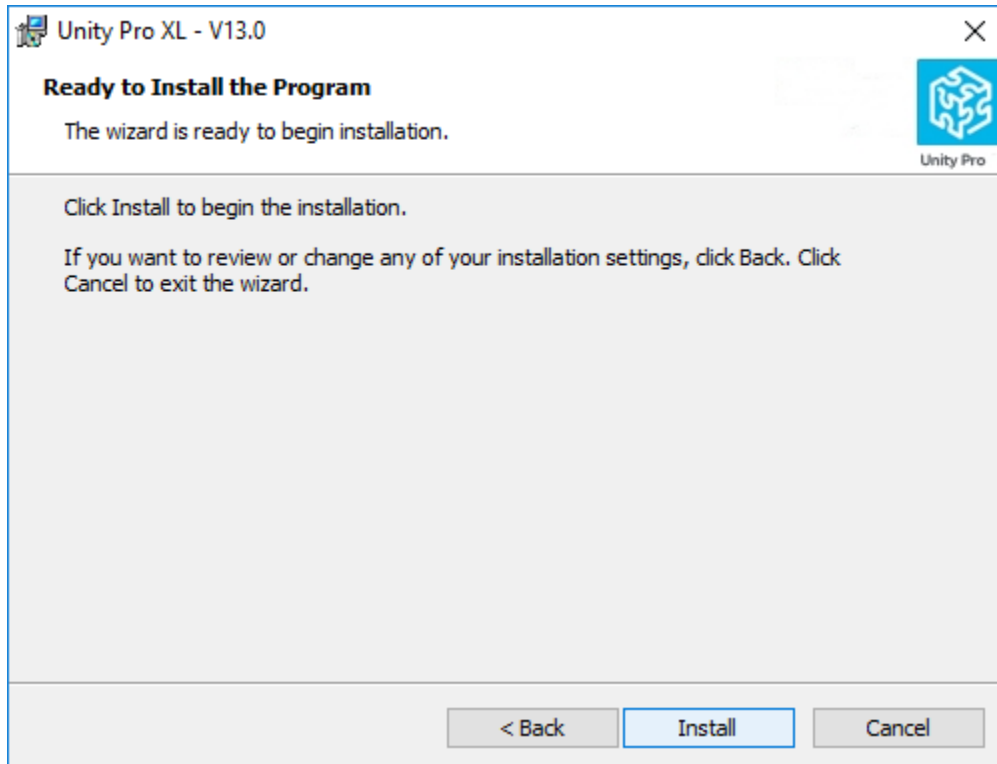 Unity Pro XL - V13.0
Ready to Install the Program
The wizard is ready to begin installation.
Unity Pro
Click Install to begin the installation.
If you want to review or change any of your installation settings, click Back. Click
Cancel to exit the wizard.
< Back
Install
Cancel